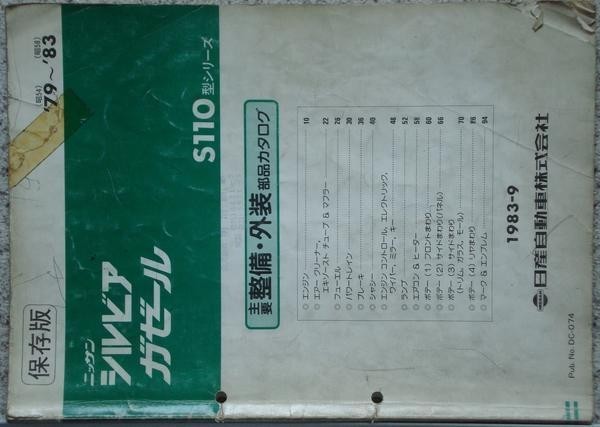 保存版
ニッサン
シルビア
ガゼール
(昭54) (昭58)
'79～'83
S110型シリーズ
主要 整備・外装 部品カタログ
○エンジン 10
○エアー クリーナー,
エキゾースト チューブ & マフラー 22
○フューエル 26
○パワートレイン 30
○ブレーキ 36
○シャシー 40
○エンジン コントロール, エレクトリック,
ワイパー, ミラー, キー 48
○ランプ 52
○エアコン & ヒーター 58
○ボデー (1) フロントまわり 60
○ボデー (2) サイドまわり(パネル) 66
○ボデー (3) サイドまわり
(トリム, ガラス, モール) 70
○ボデー (4) リヤまわり 86
○マーク & エンブレム 94
1983-9
日産自動車株式会社
Pub. No. DC-074